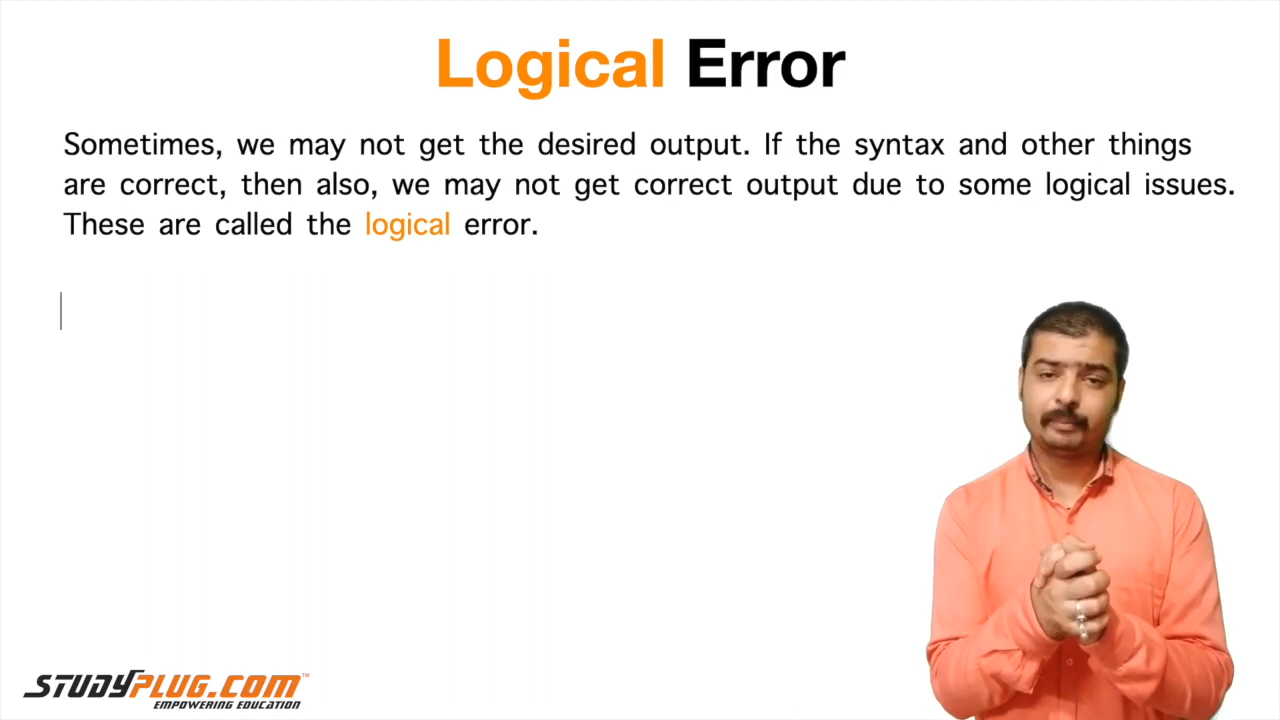 Logical Error
Sometimes, we may not get the desired output. If the syntax and other things
are correct, then also, we may not get correct output due to some logical issues.
These are called the logical error.
STUDYPLUG.COM™
EMPOWERING EDUCATION